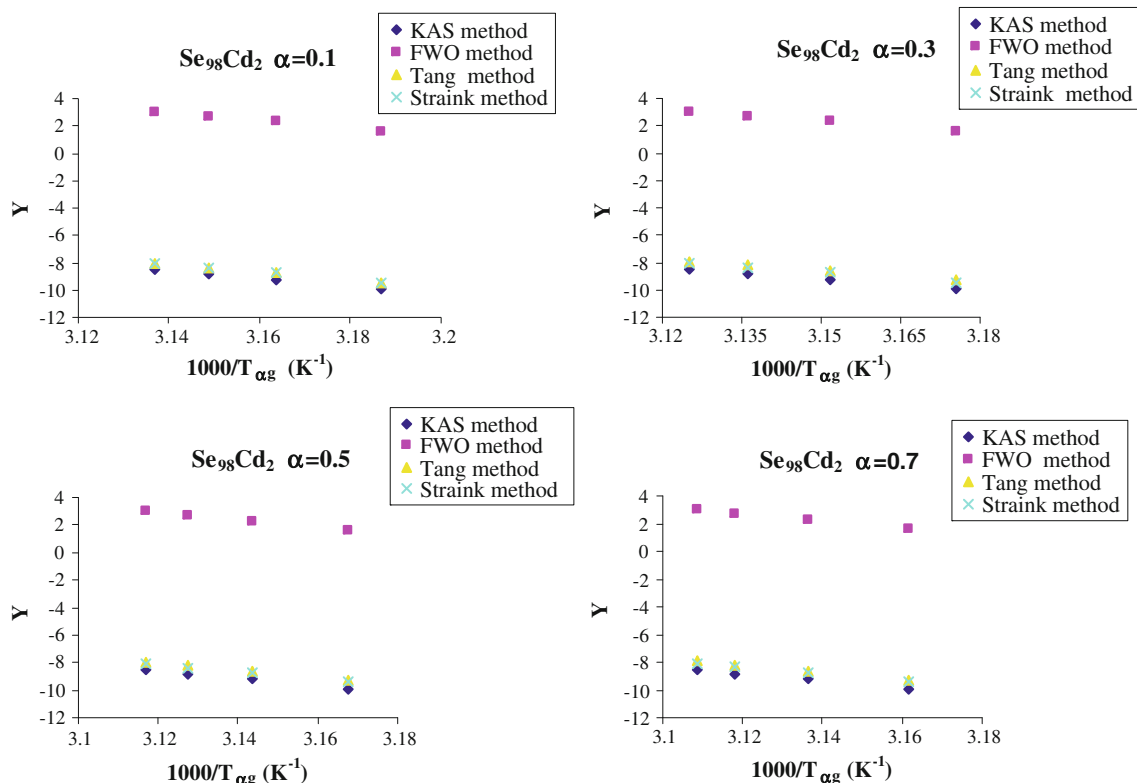 Se98Cd2 α=0.1
KAS method
FWO method
Tang method
Straink method
4
2
0
-2
-4
-6
-8
-10
-12
Y
3.12 3.14 3.16 3.18 3.2
1000/Tαg (K-1)
Se98Cd2 α=0.3
KAS method
FWO method
Tang method
Straink method
4
2
0
-2
-4
-6
-8
-10
-12
Y
3.12 3.135 3.15 3.165 3.18
1000/Tαg (K-1)
Se98Cd2 α=0.5
KAS method
FWO method
Tang method
Straink method
4
2
0
-2
-4
-6
-8
-10
-12
Y
3.1 3.12 3.14 3.16 3.18
1000/Tαg (K-1)
Se98Cd2 α=0.7
KAS method
FWO method
Tang method
Straink method
4
2
0
-2
-4
-6
-8
-10
-12
Y
3.1 3.12 3.14 3.16 3.18
1000/Tαg (K-1)